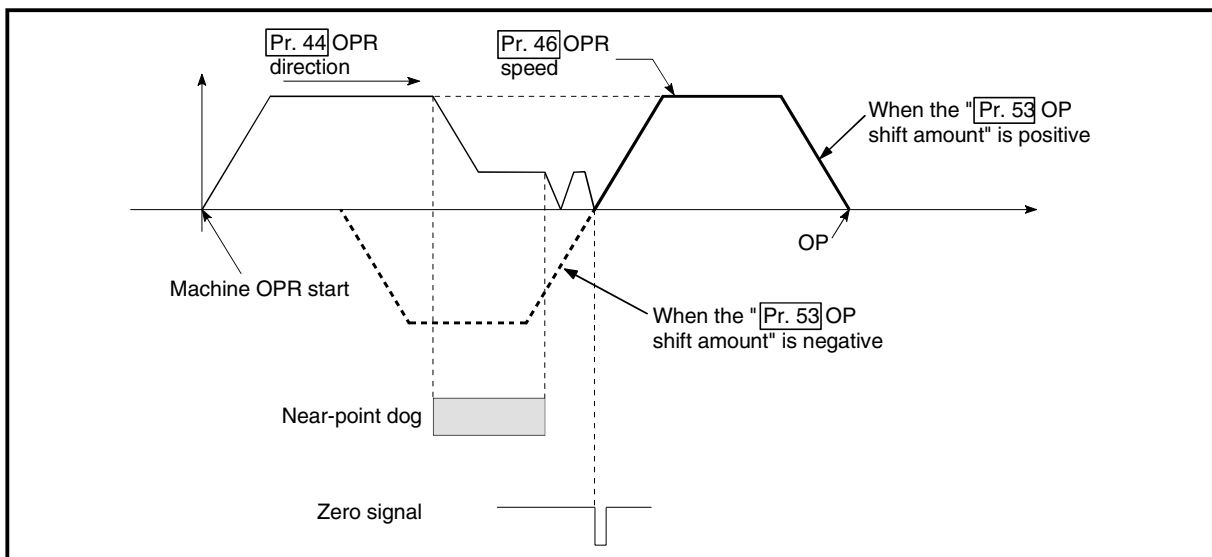 Pr. 44 OPR
direction
Pr. 46 OPR
speed
When the " Pr. 53 OP
shift amount" is positive
OP
Machine OPR start
When the " Pr. 53 OP
shift amount" is negative
Near-point dog
Zero signal